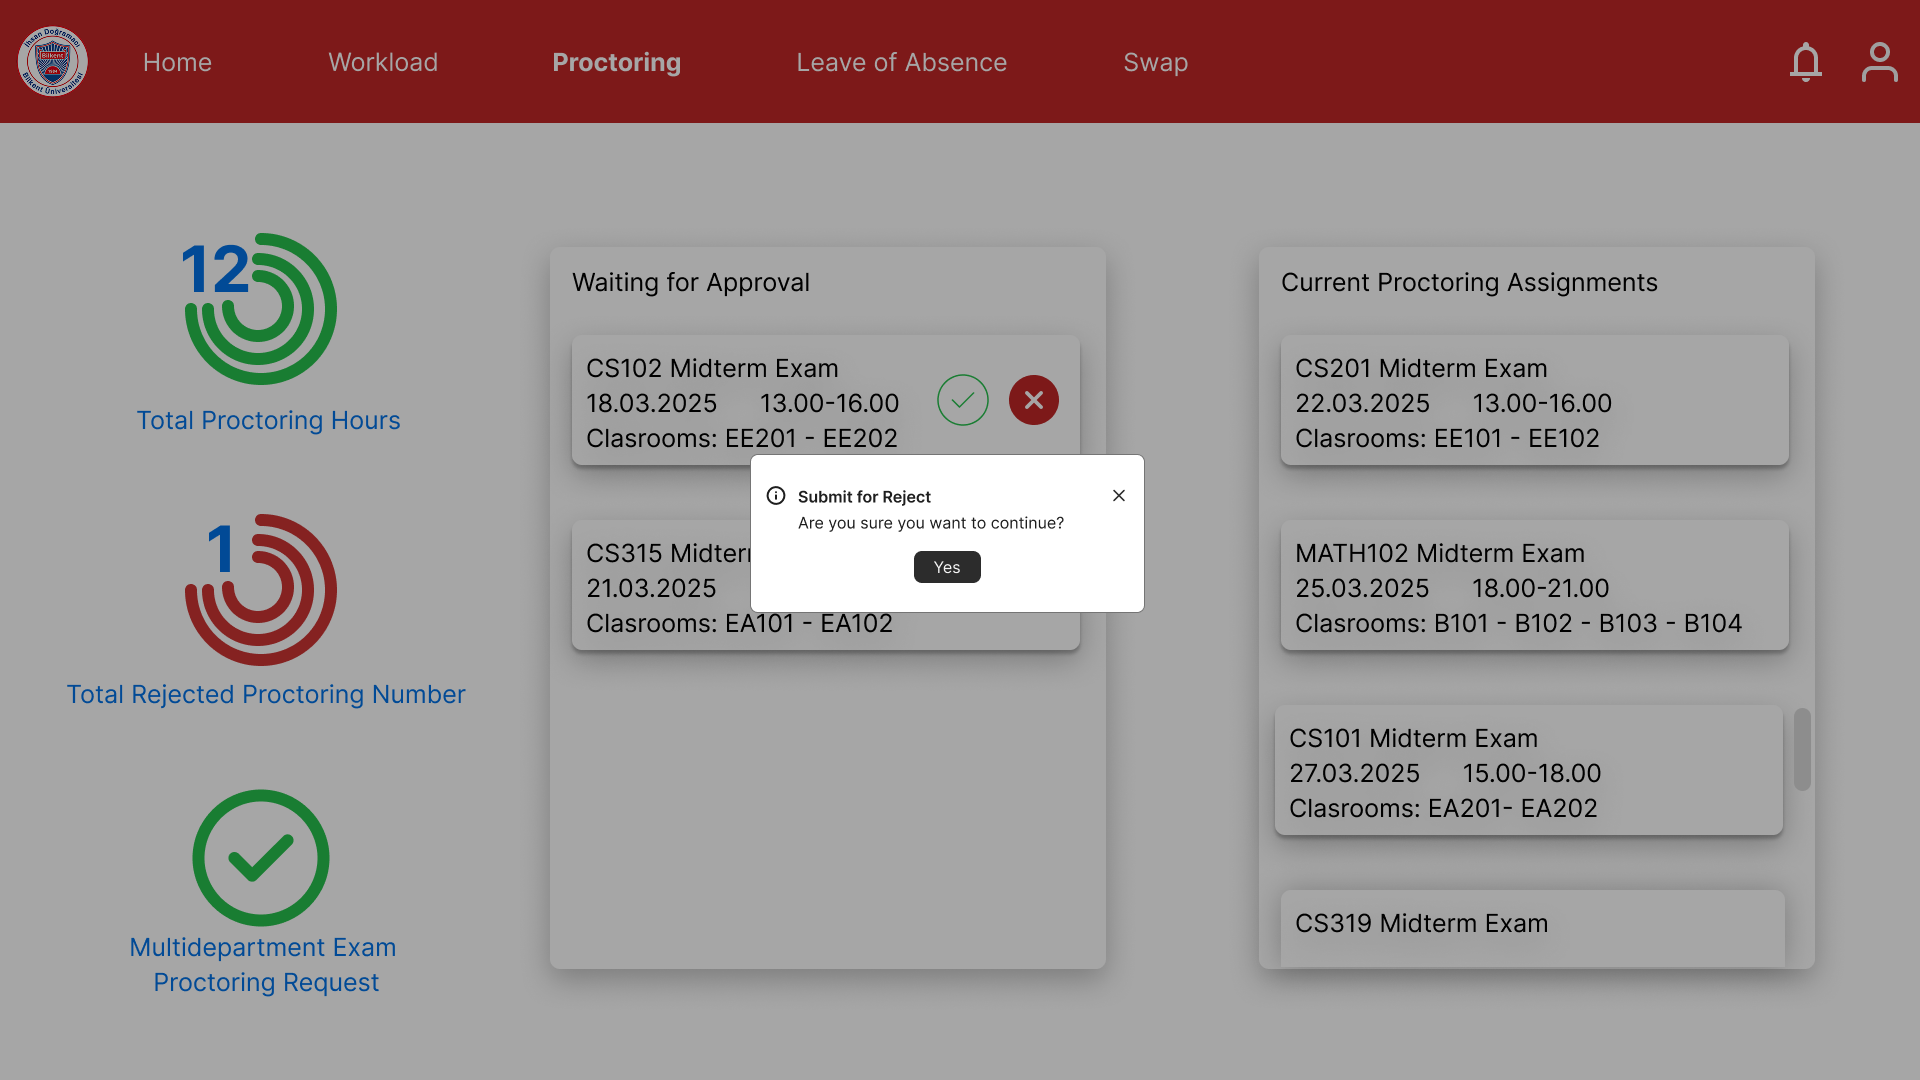 İhsan Doğramacı
Bilkent
Bilkent Üniversitesi
Home
Workload
Proctoring
Leave of Absence
Swap
12
Total Proctoring Hours
1
Total Rejected Proctoring Number
Multidepartment Exam
Proctoring Request
Waiting for Approval
CS102 Midterm Exam
18.03.2025 13.00-16.00
Clasrooms: EE201 - EE202
CS315 Midter
21.03.2025
Clasrooms: EA101 - EA102
Submit for Reject
Are you sure you want to continue?
Yes
Current Proctoring Assignments
CS201 Midterm Exam
22.03.2025 13.00-16.00
Clasrooms: EE101 - EE102
MATH102 Midterm Exam
25.03.2025 18.00-21.00
Clasrooms: B101 - B102 - B103 - B104
CS101 Midterm Exam
27.03.2025 15.00-18.00
Clasrooms: EA201- EA202
CS319 Midterm Exam